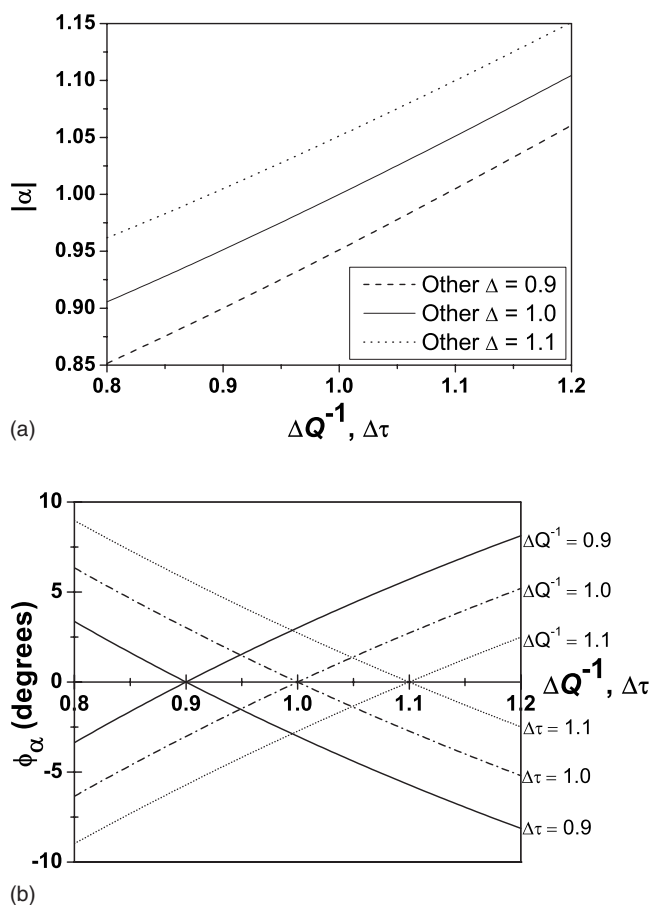 1.15
1.10
1.05
1.00
0.95
0.90
0.85
|α|
Other Δ = 0.9
Other Δ = 1.0
Other Δ = 1.1
0.8 0.9 1.0 1.1 1.2
(a)
ΔQ⁻¹, Δτ
10
5
0
-5
-10
ϕα (degrees)
0.8 0.9 1.0 1.1 1.2
ΔQ⁻¹ = 0.9
ΔQ⁻¹ = 1.0
ΔQ⁻¹ = 1.1
ΔQ⁻¹, Δτ
Δτ = 1.1
Δτ = 1.0
Δτ = 0.9
(b)